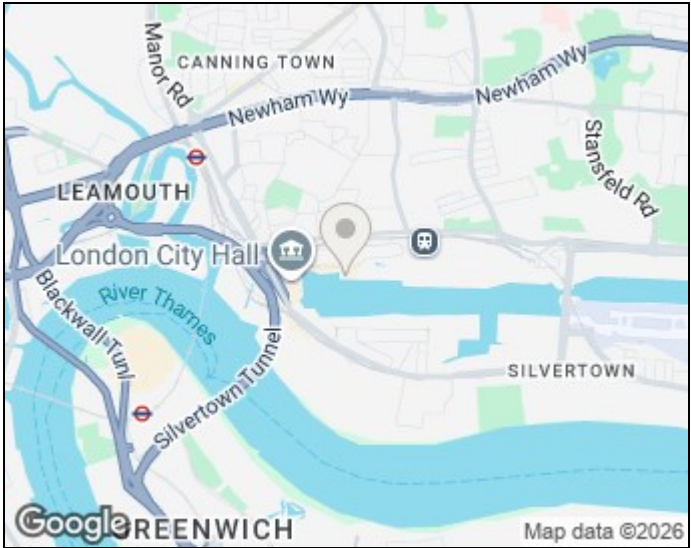 CANNING TOWN
Manor Rd
Newham Wy
Newham Wy
Stansfeld Rd
LEAMOUTH
London City Hall
River Thames
Blackwall Tunl
Silvertown Tunnel
SILVERTOWN
GREENWICH
Google
Map data ©2026